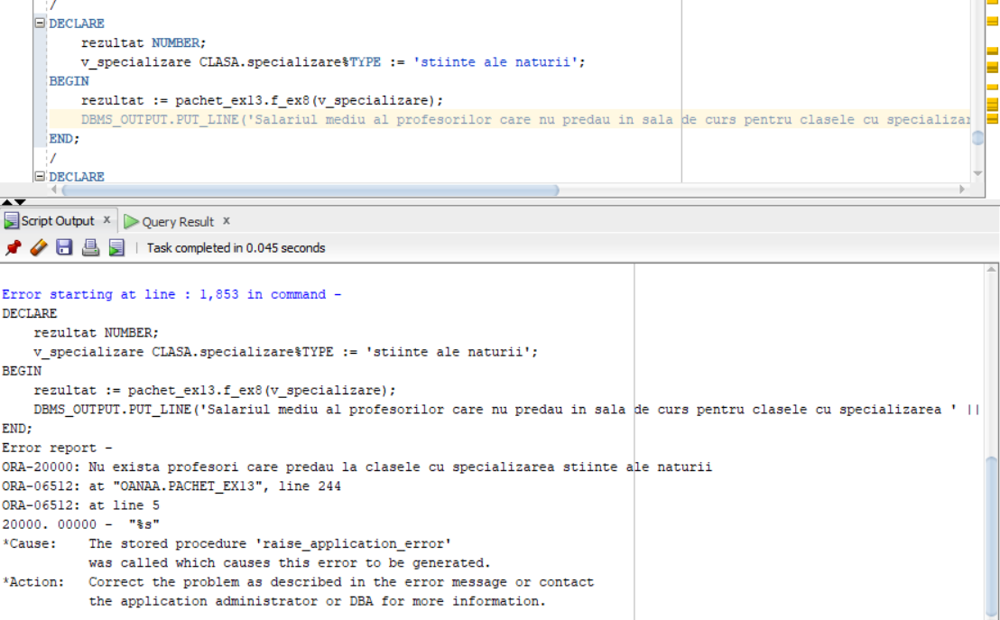 /
DECLARE
    rezultat NUMBER;
    v_specializare CLASA.specializare%TYPE := 'stiinte ale naturii';
BEGIN
    rezultat := pachet_ex13.f_ex8(v_specializare);
    DBMS_OUTPUT.PUT_LINE('Salariul mediu al profesorilor care nu predau in sala de curs pentru clasele cu specializar
END;
/
DECLARE
Script Output x Query Result x
Task completed in 0.045 seconds
Error starting at line : 1,853 in command -
DECLARE
    rezultat NUMBER;
    v_specializare CLASA.specializare%TYPE := 'stiinte ale naturii';
BEGIN
    rezultat := pachet_ex13.f_ex8(v_specializare);
    DBMS_OUTPUT.PUT_LINE('Salariul mediu al profesorilor care nu predau in sala de curs pentru clasele cu specializarea ' ||
END;
Error report -
ORA-20000: Nu exista profesori care predau la clasele cu specializarea stiinte ale naturii
ORA-06512: at "OANAA.PACHET_EX13", line 244
ORA-06512: at line 5
20000. 00000 -  "%s"
*Cause:    The stored procedure 'raise_application_error'
           was called which causes this error to be generated.
*Action:   Correct the problem as described in the error message or contact
           the application administrator or DBA for more information.